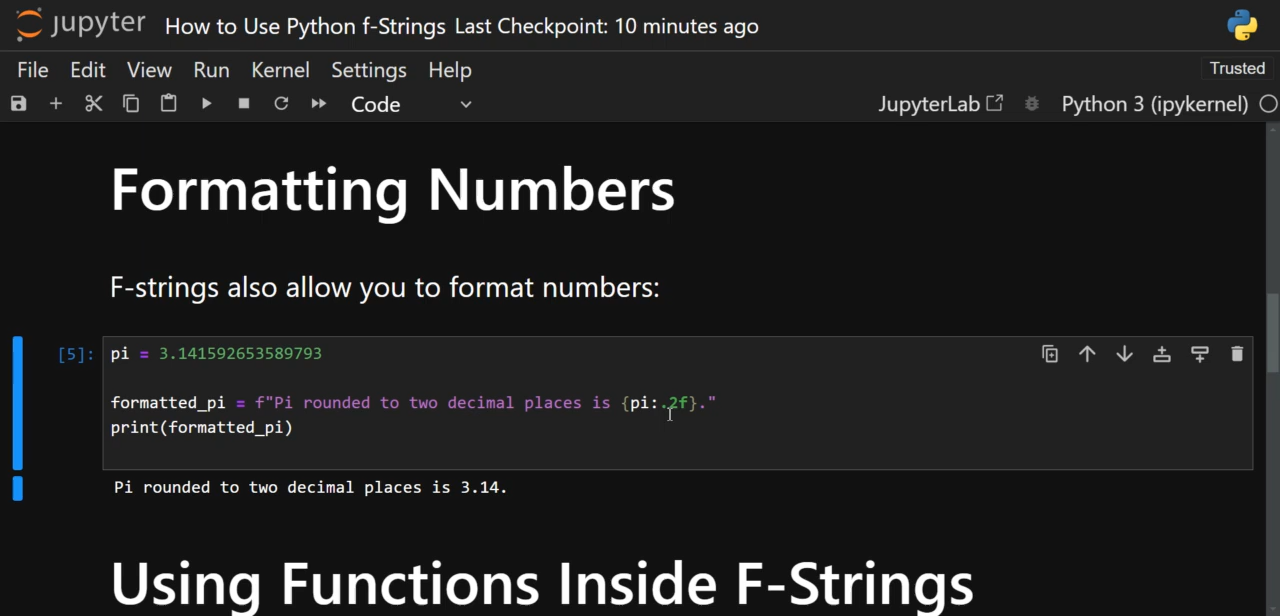 jupyter How to Use Python f-Strings Last Checkpoint: 10 minutes ago
File Edit View Run Kernel Settings Help Trusted
Code JupyterLab Python 3 (ipykernel)
Formatting Numbers
F-strings also allow you to format numbers:
[5]: pi = 3.141592653589793
formatted_pi = f"Pi rounded to two decimal places is {pi:.2f}."
print(formatted_pi)
Pi rounded to two decimal places is 3.14.
Using Functions Inside F-Strings